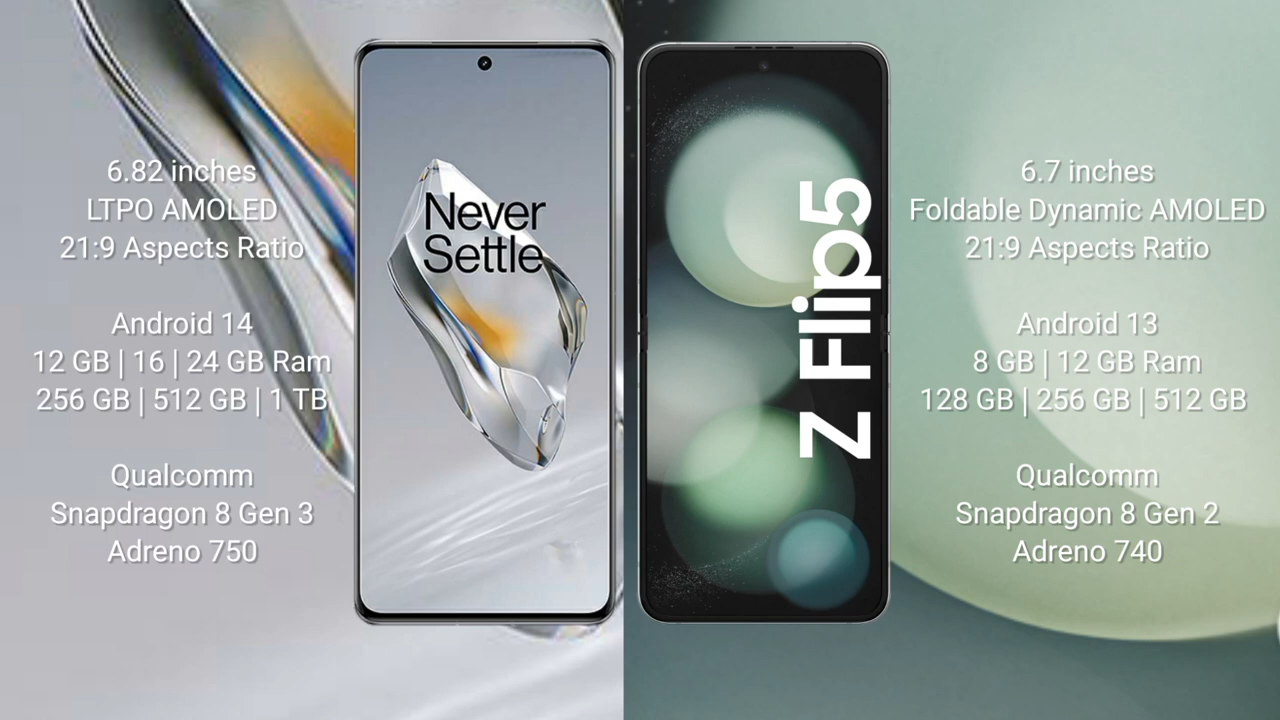 6.82 inches
LTPO AMOLED
21:9 Aspects Ratio
Android 14
12 GB | 16 | 24 GB Ram
256 GB | 512 GB | 1 TB
Qualcomm
Snapdragon 8 Gen 3
Adreno 750
Never
Settle
Z Flip5
6.7 inches
Foldable Dynamic AMOLED
21:9 Aspects Ratio
Android 13
8 GB | 12 GB Ram
128 GB | 256 GB | 512 GB
Qualcomm
Snapdragon 8 Gen 2
Adreno 740